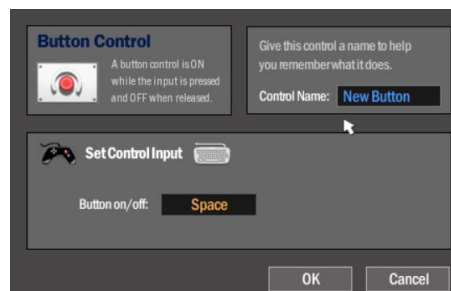 Button Control
A button control is ON
while the input is pressed
and OFF when released.
Give this control a name to help
you remember what it does.
Control Name: New Button
Set Control Input
Button on/off: Space
OK Cancel